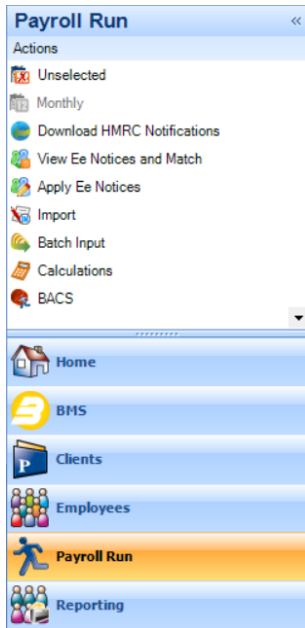 Payroll Run «
Actions
Unselected
Monthly
Download HMRC Notifications
View Ee Notices and Match
Apply Ee Notices
Import
Batch Input
Calculations
BACS
Home
BMS
Clients
Employees
Payroll Run
Reporting